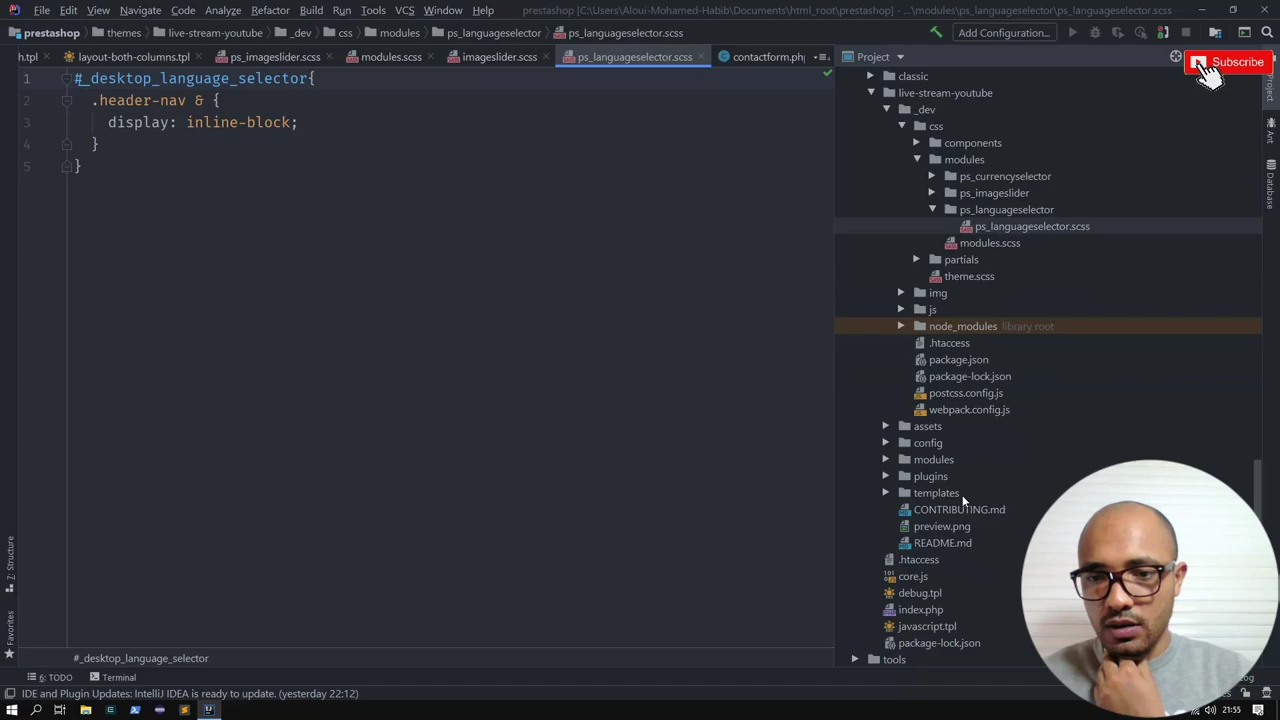 File Edit View Navigate Code Analyze Refactor Build Run Tools VCS Window Help prestashop [C:\Users\Aloui-Mohamed-Habib\Documents\html_root\prestashop] - ...\modules\ps_languageselector\ps_languageselector.scss
prestashop themes live-stream-youtube _dev css modules ps_languageselector ps_languageselector.scss Add Configuration...
h.tpl layout-both-columns.tpl ps_imageslider.scss modules.scss imageslider.scss ps_languageselector.scss contactform.ph Project
Subscribe
1 #_desktop_language_selector{
2 .header-nav & {
3 display: inline-block;
4 }
5 }
classic
live-stream-youtube
_dev
css
components
modules
ps_currencyselector
ps_imageslider
ps_languageselector
ps_languageselector.scss
modules.scss
partials
theme.scss
img
js
node_modules library root
.htaccess
package.json
package-lock.json
postcss.config.js
webpack.config.js
assets
config
modules
plugins
templates
CONTRIBUTING.md
preview.png
README.md
.htaccess
core.js
debug.tpl
index.php
javascript.tpl
package-lock.json
tools
Project
Ant
Database
Z: Structure
Favorites
#_desktop_language_selector
6: TODO Terminal
IDE and Plugin Updates: IntelliJ IDEA is ready to update. (yesterday 22:12)
21:55